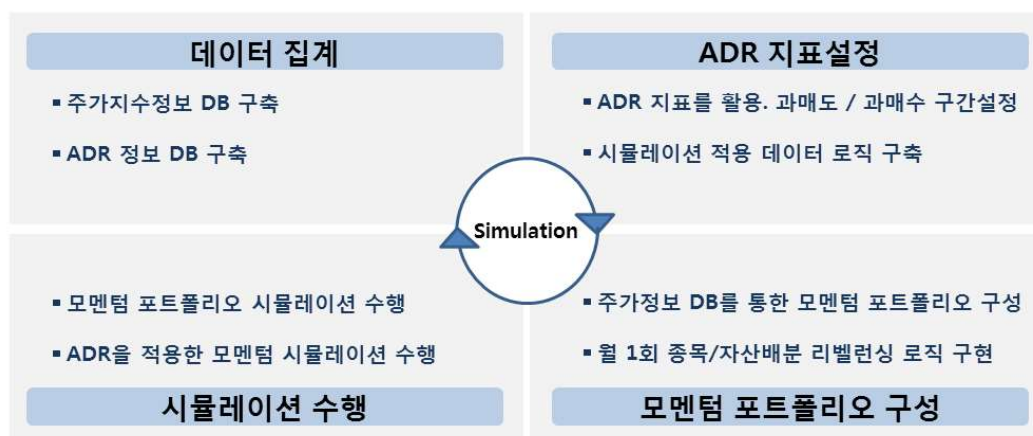 데이터 집계
▪ 주가지수정보 DB 구축
▪ ADR 정보 DB 구축
ADR 지표설정
▪ ADR 지표를 활용. 과매도 / 과매수 구간설정
▪ 시뮬레이션 적용 데이터 로직 구축
Simulation
▪ 모멘텀 포트폴리오 시뮬레이션 수행
▪ ADR을 적용한 모멘텀 시뮬레이션 수행
시뮬레이션 수행
▪ 주가정보 DB를 통한 모멘텀 포트폴리오 구성
▪ 월 1회 종목/자산배분 리벨런싱 로직 구현
모멘텀 포트폴리오 구성